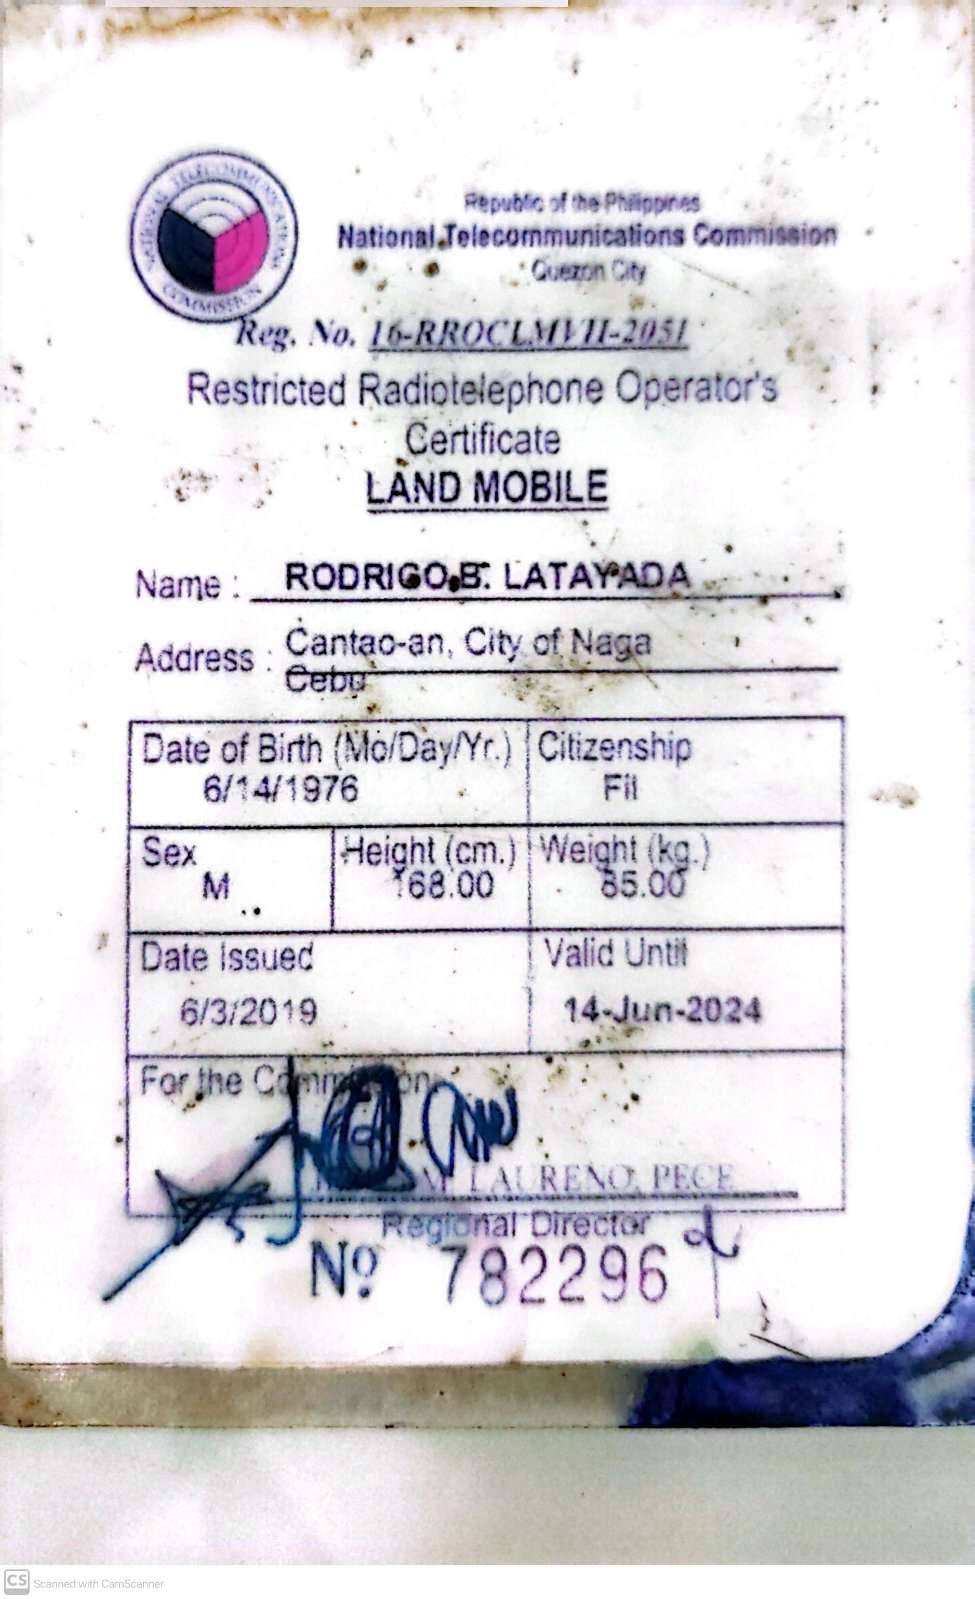 NATIONAL TELECOMMUNICATIONS COMMISSION
Republic of the Philippines
National Telecommunications Commission
Quezon City
Reg. No. 16-RROCLMVII-2051
Restricted Radiotelephone Operator's
Certificate
LAND MOBILE
Name : RODRIGO B. LATAYADA
Address : Cantao-an, City of Naga
Cebu
Date of Birth (Mo/Day/Yr.) Citizenship
6/14/1976 Fil
Sex Height (cm.) Weight (kg.)
M 168.00 85.00
Date Issued Valid Until
6/3/2019 14-Jun-2024
For the Commission
M. LAURENO, PECE
Regional Director
Nº 782296
CS Scanned with CamScanner